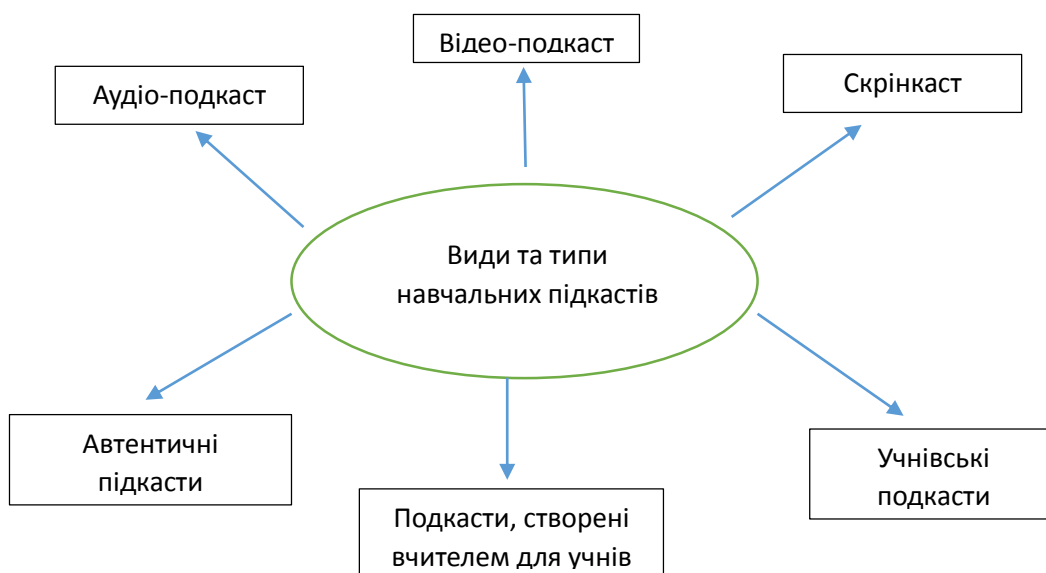 Відео-подкаст
Аудіо-подкаст
Скрінкаст
Види та типи
навчальних підкастів
Автентичні
підкасти
Подкасти, створені
вчителем для учнів
Учнівські
подкасти